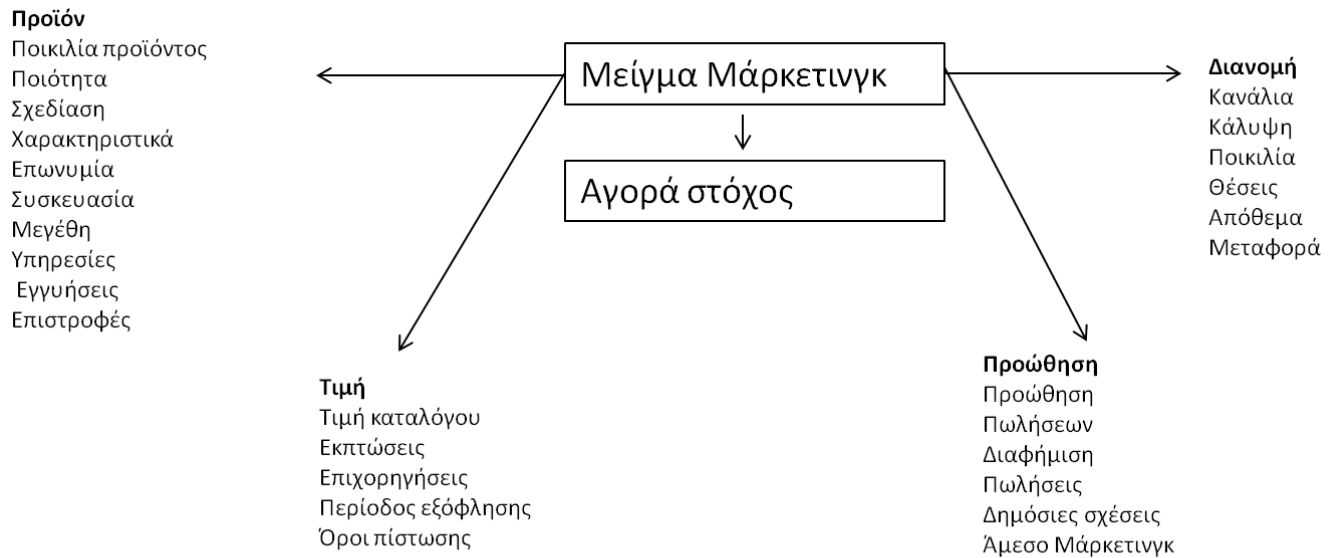 Προϊόν
Ποικιλία προϊόντος
Ποιότητα
Σχεδίαση
Χαρακτηριστικά
Επωνυμία
Συσκευασία
Μεγέθη
Υπηρεσίες
Εγγυήσεις
Επιστροφές
Μείγμα Μάρκετινγκ
Αγορά στόχος
Διανομή
Κανάλια
Κάλυψη
Ποικιλία
Θέσεις
Απόθεμα
Μεταφορά
Τιμή
Τιμή καταλόγου
Εκπτώσεις
Επιχορηγήσεις
Περίοδος εξόφλησης
Όροι πίστωσης
Προώθηση
Προώθηση
Πωλήσεων
Διαφήμιση
Πωλήσεις
Δημόσιες σχέσεις
Άμεσο Μάρκετινγκ